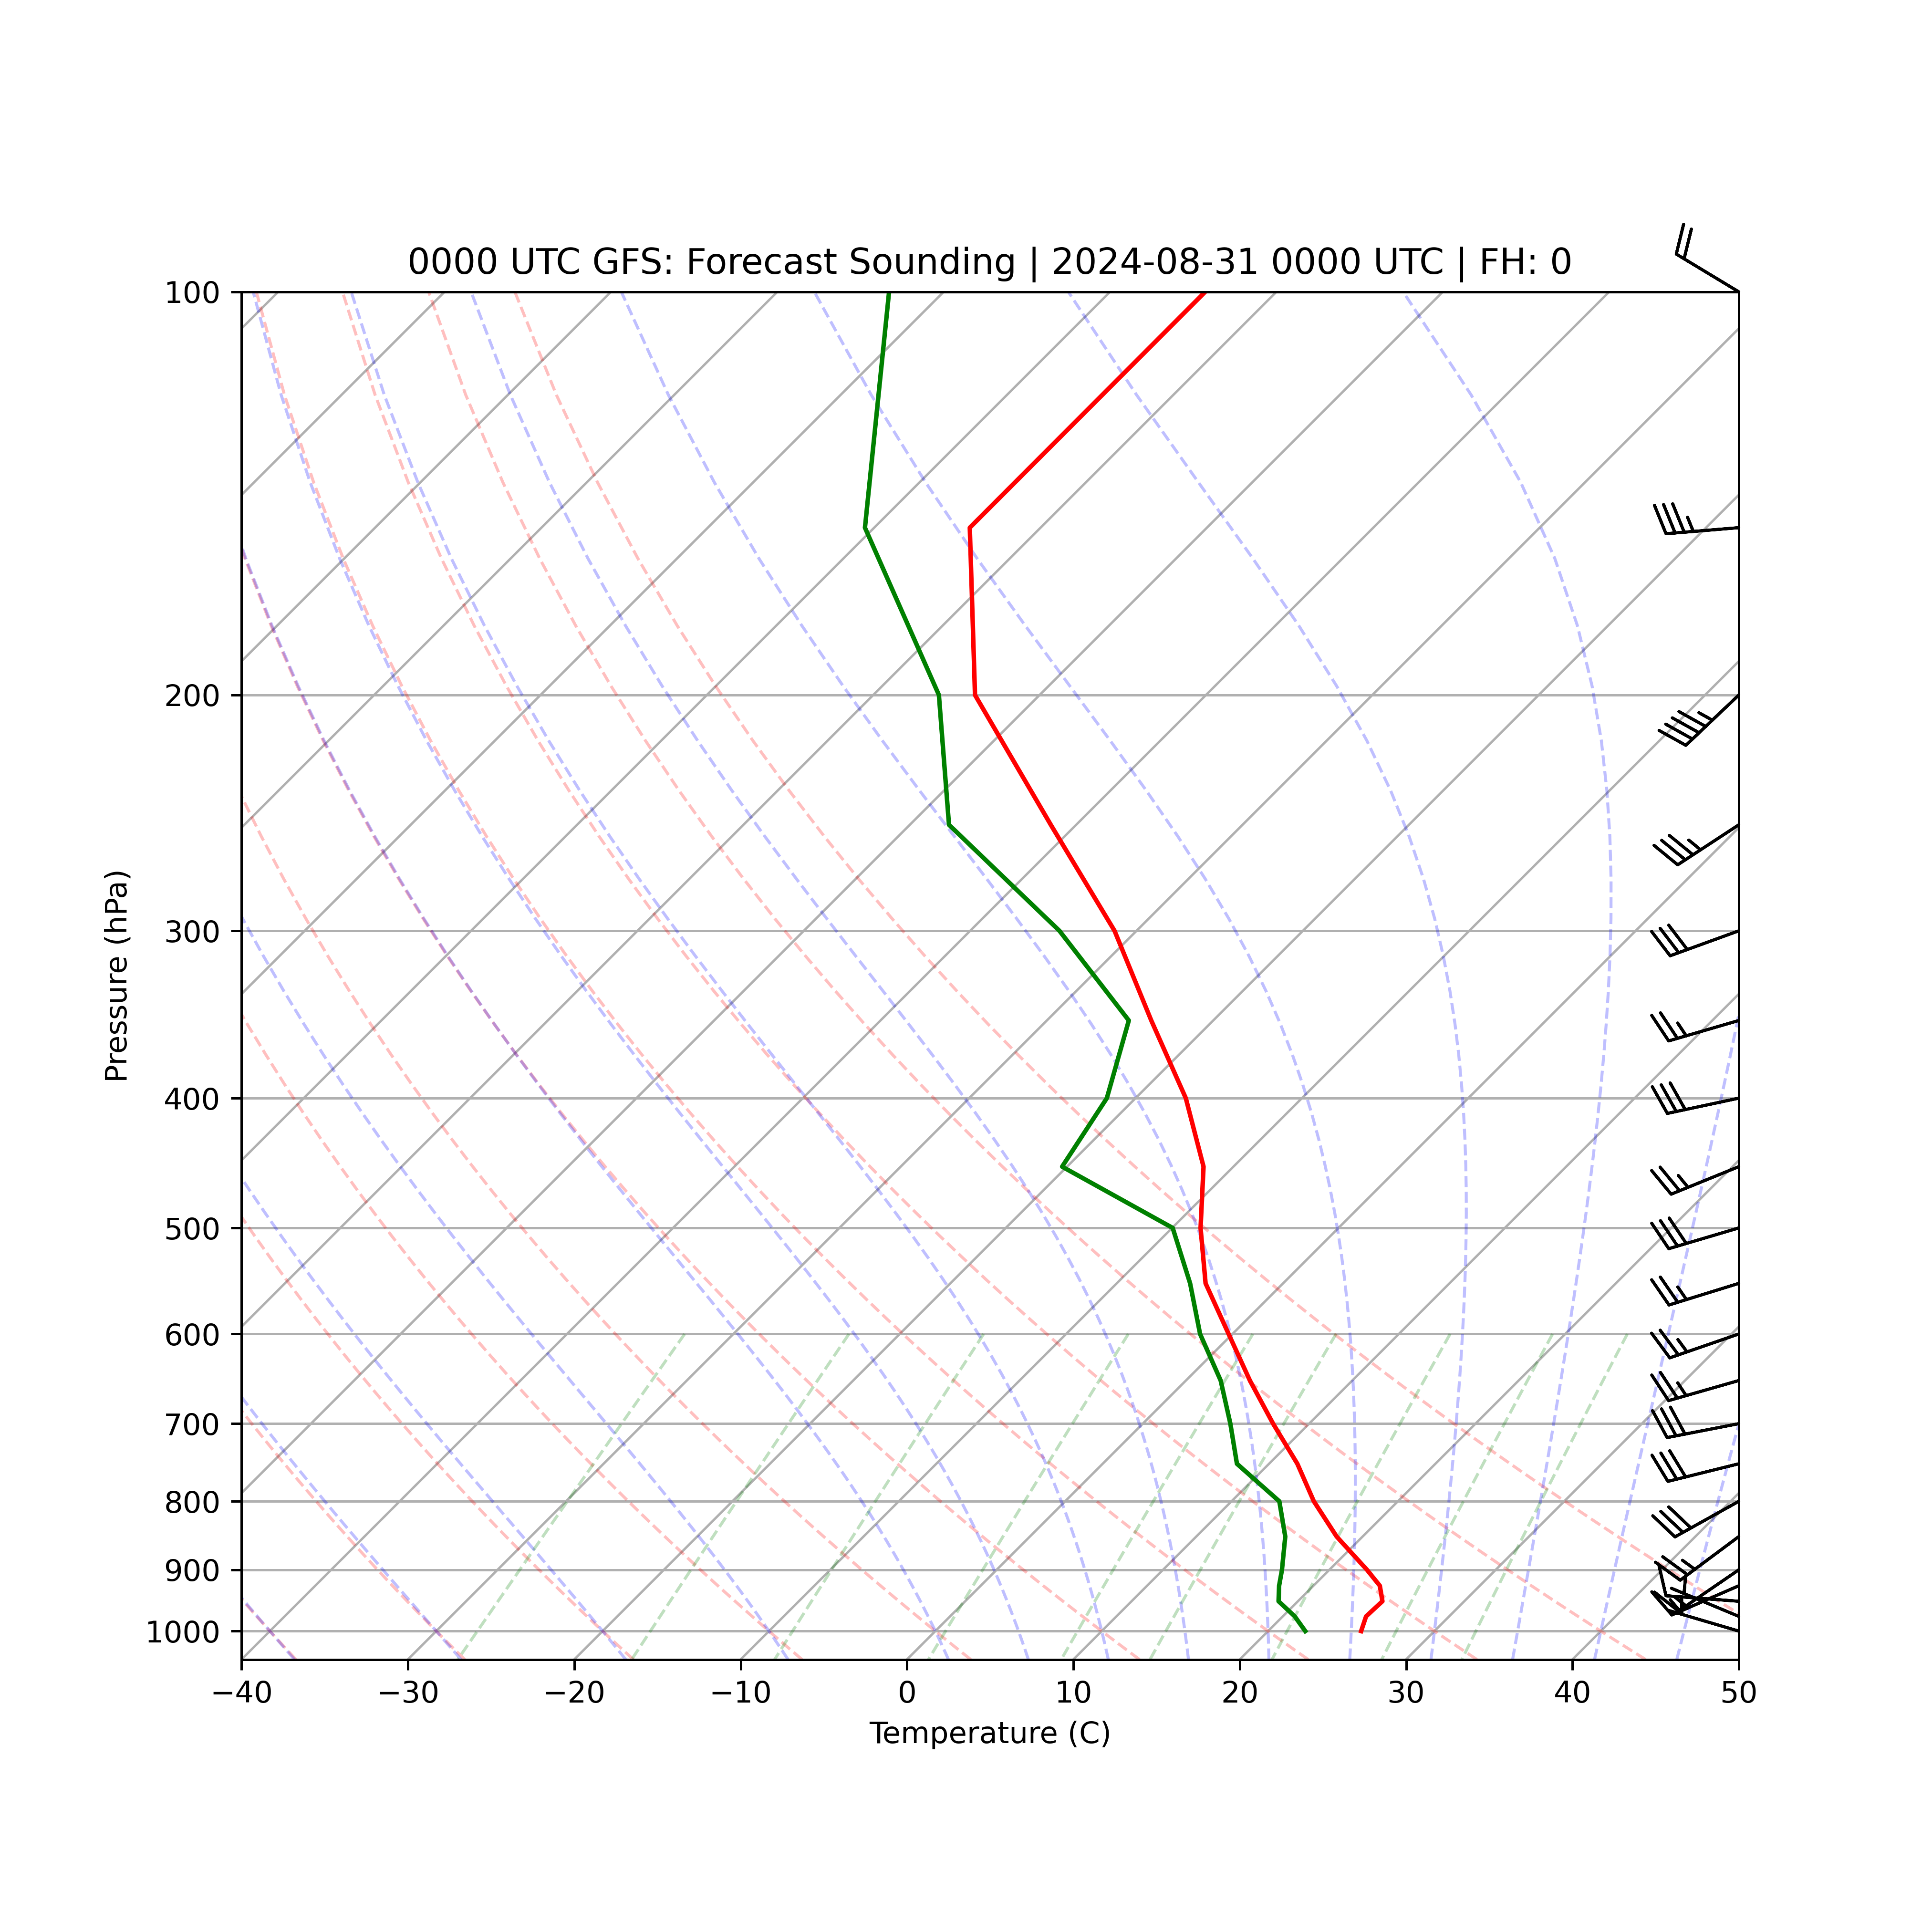 0000 UTC GFS: Forecast Sounding | 2024-08-31 0000 UTC | FH: 0
100
200
300
400
500
600
700
800
900
1000
Pressure (hPa)
−40 −30 −20 −10 0 10 20 30 40 50
Temperature (C)